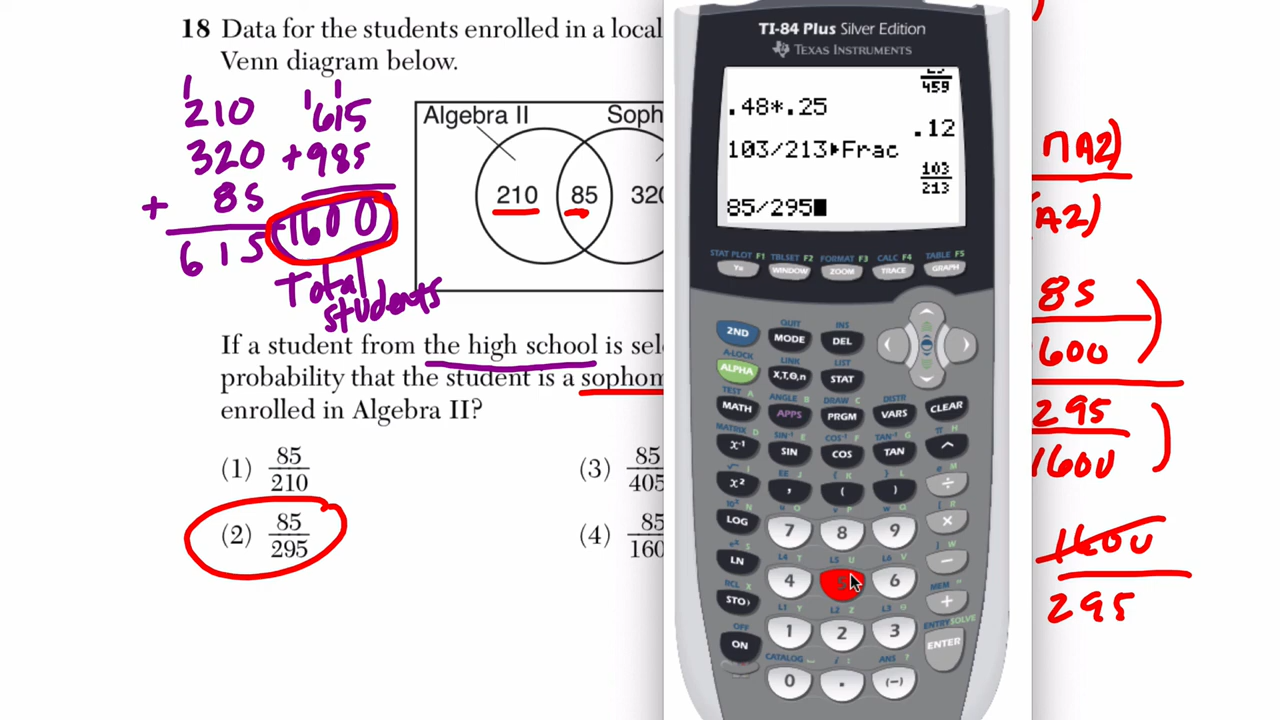 18 Data for the students enrolled in a local
Venn diagram below.
210
320
+ 85
615
615
+985
1600
Total
students
Algebra II
Soph
210
85
320
If a student from the high school is sel
probability that the student is a sophom
enrolled in Algebra II?
(1) 85/210
(2) 85/295
(3) 85/405
(4) 85/160
TI-84 Plus Silver Edition
TEXAS INSTRUMENTS
459
.48*.25
.12
103/213▸Frac
103/213
85/295
STAT PLOT F1 TBLSET F2 FORMAT F3 CALC F4 TABLE F5
Y= WINDOW ZOOM TRACE GRAPH
QUIT INS
2ND MODE DEL
A-LOCK LINK LIST
ALPHA X,T,Θ,n STAT
TEST A ANGLE B DRAW C DISTR
MATH APPS PRGM VARS CLEAR
MATRIX D SIN⁻¹ E COS⁻¹ F TAN⁻¹ G π H
x⁻¹ SIN COS TAN ^
√ I EE J { K } L e M
x² , ( ) ÷
10ˣ N u O v P w Q [ R
LOG 7 8 9 ×
eˣ S L4 T L5 U L6 V ] W
LN 4 5 6 −
RCL X L1 Y L2 Z L3 Θ MEM "
STO› 1 2 3 +
OFF CATALOG : ANS ? ENTRY SOLVE
ON 0 . (−) ENTER
∩A2)
A2)
85
1600
295
1600
1600
295